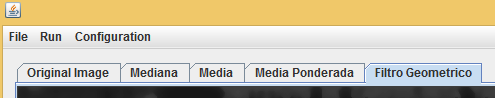 File Run Configuration
Original Image Mediana Media Media Ponderada Filtro Geometrico